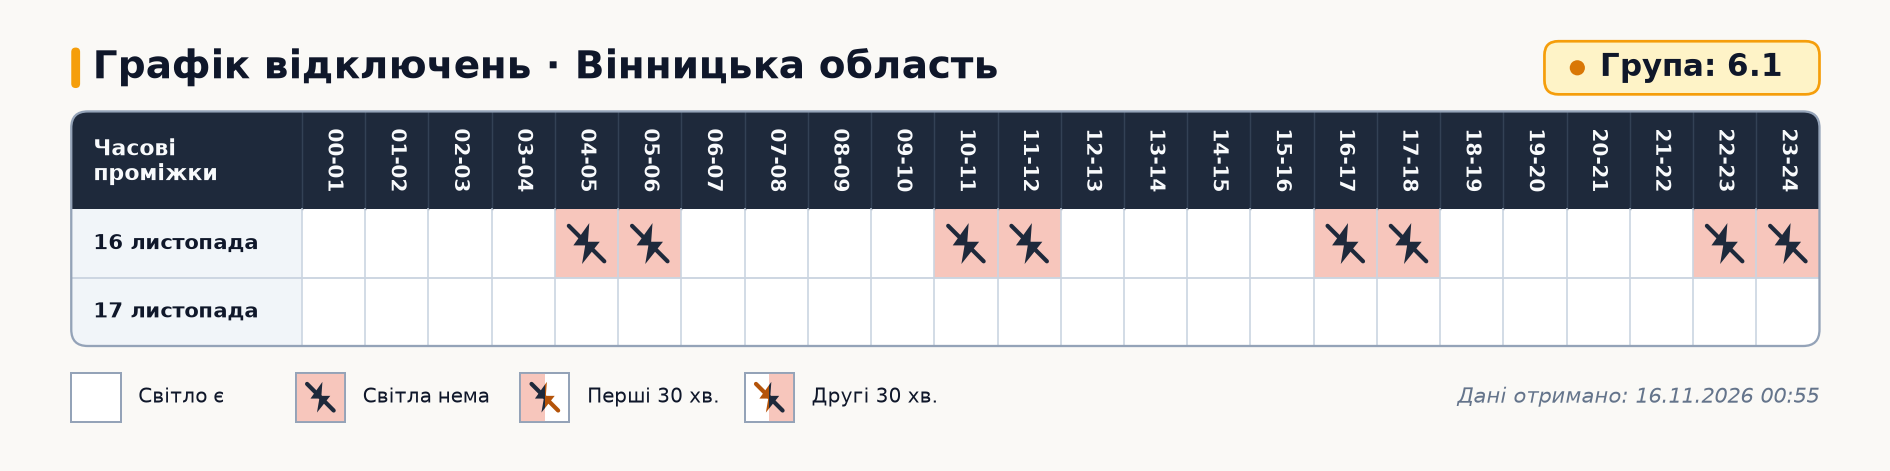 Графік відключень · Вінницька область
Група: 6.1
Часові
проміжки
00-01
01-02
02-03
03-04
04-05
05-06
06-07
07-08
08-09
09-10
10-11
11-12
12-13
13-14
14-15
15-16
16-17
17-18
18-19
19-20
20-21
21-22
22-23
23-24
16 листопада
17 листопада
Світло є
Світла нема
Перші 30 хв.
Другі 30 хв.
Дані отримано: 16.11.2026 00:55